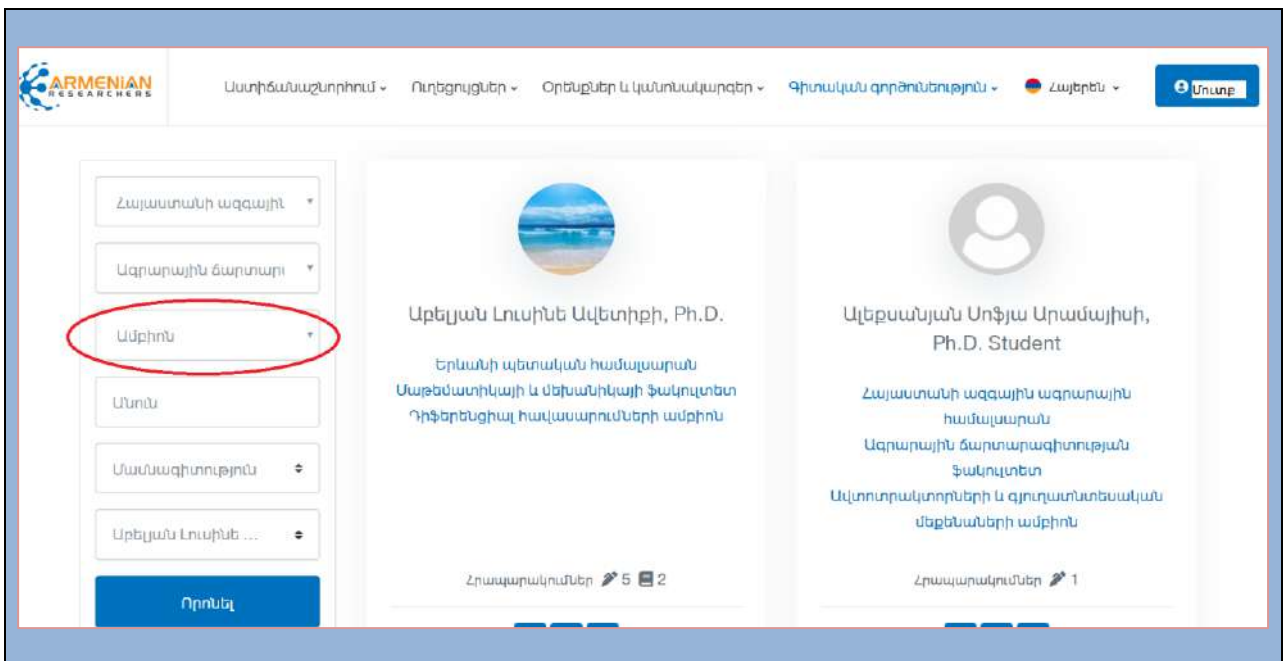 ARMENIAN
RESEARCHERS
Աստիճանաշնորհում
Ուղեցույցներ
Օրենքներ և կանոնակարգեր
Գիտական գործունեություն
Հայերեն
Մուտք
Հայաստանի ազգային
Ագրարային ճարտարա
Ամբիոն
Անուն
Մասնագիտություն
Աբելյան Լուսինե ...
Որոնել
Աբելյան Լուսինե Ավետիքի, Ph.D.
Երևանի պետական համալսարան
Մաթեմատիկայի և մեխանիկայի ֆակուլտետ
Դիֆերենցիալ հավասարումների ամբիոն
Հրապարակումներ 5 2
Ալեքսանյան Սոֆյա Արամայիսի,
Ph.D. Student
Հայաստանի ազգային ագրարային
համալսարան
Ագրարային ճարտարագիտության
ֆակուլտետ
Ավտոտրակտորների և գյուղատնտեսական
մեքենաների ամբիոն
Հրապարակումներ 1